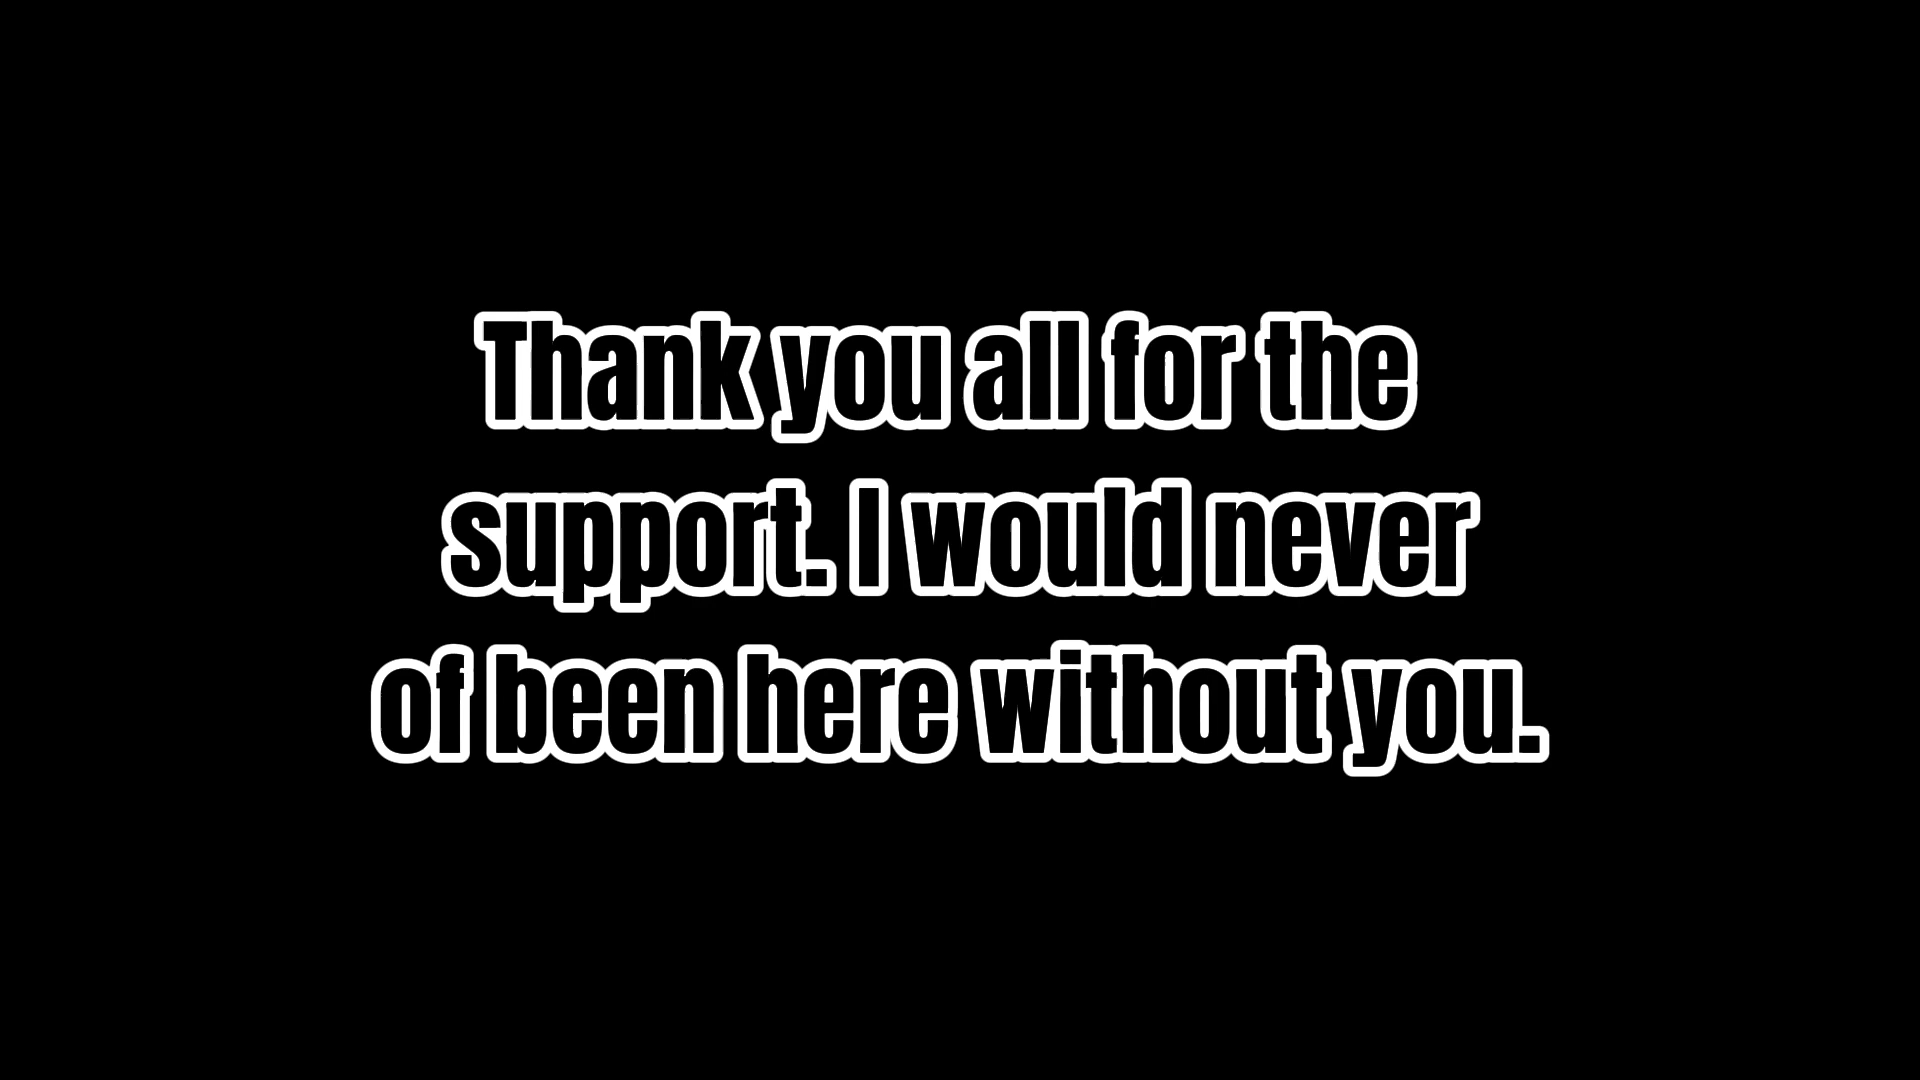 Thank you all for the
support. I would never
of been here without you.